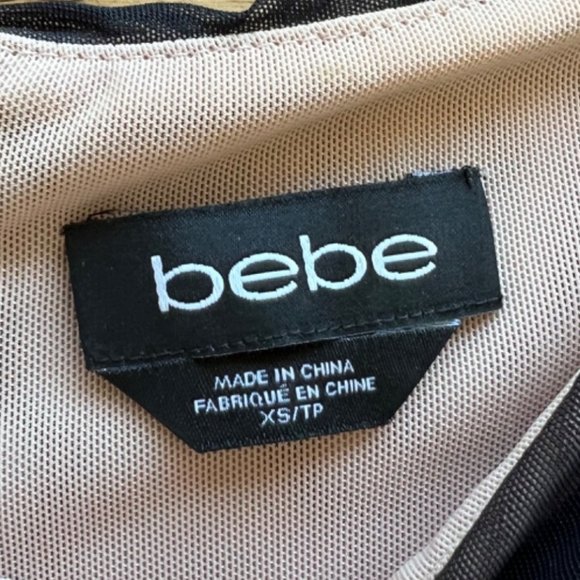 bebe
MADE IN CHINA
FABRIQUÉ EN CHINE
XS/TP